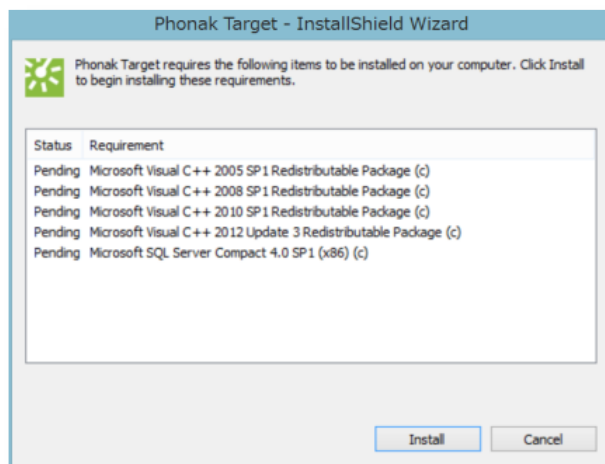 Phonak Target - InstallShield Wizard
Phonak Target requires the following items to be installed on your computer. Click Install
to begin installing these requirements.
Status Requirement
Pending Microsoft Visual C++ 2005 SP1 Redistributable Package (c)
Pending Microsoft Visual C++ 2008 SP1 Redistributable Package (c)
Pending Microsoft Visual C++ 2010 SP1 Redistributable Package (c)
Pending Microsoft Visual C++ 2012 Update 3 Redistributable Package (c)
Pending Microsoft SQL Server Compact 4.0 SP1 (x86) (c)
Install Cancel